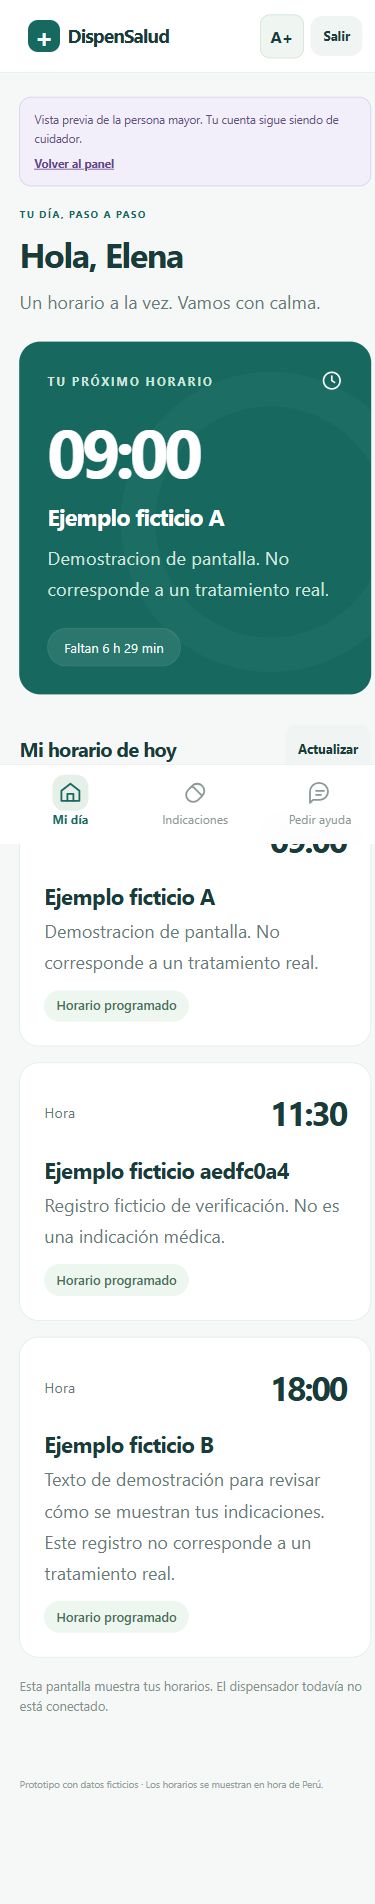 DispenSalud
A+
Salir
Vista previa de la persona mayor. Tu cuenta sigue siendo de
cuidador.
Volver al panel
TU DÍA, PASO A PASO
Hola, Elena
Un horario a la vez. Vamos con calma.
TU PRÓXIMO HORARIO
09:00
Ejemplo ficticio A
Demostracion de pantalla. No
corresponde a un tratamiento real.
Faltan 6 h 29 min
Mi horario de hoy
Actualizar
Mi día
Indicaciones
Pedir ayuda
09:00
Ejemplo ficticio A
Demostracion de pantalla. No
corresponde a un tratamiento real.
Horario programado
Hora
11:30
Ejemplo ficticio aedfc0a4
Registro ficticio de verificación. No es
una indicación médica.
Horario programado
Hora
18:00
Ejemplo ficticio B
Texto de demostración para revisar
cómo se muestran tus indicaciones.
Este registro no corresponde a un
tratamiento real.
Horario programado
Esta pantalla muestra tus horarios. El dispensador todavía no
está conectado.
Prototipo con datos ficticios · Los horarios se muestran en hora de Perú.